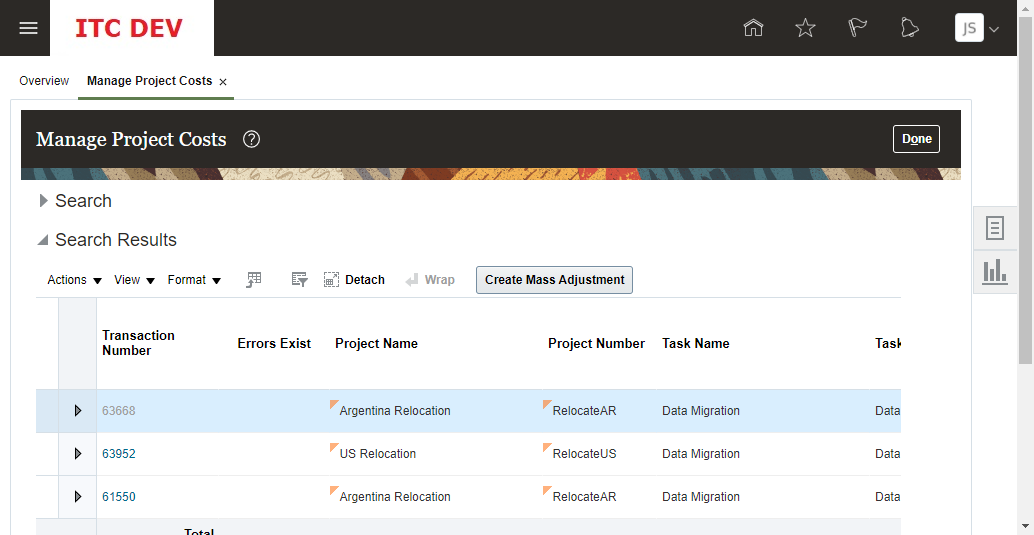 ITC DEV
JS
Overview Manage Project Costs ×
Manage Project Costs ?
Done
Search
Search Results
Actions View Format Detach Wrap Create Mass Adjustment
Transaction Number Errors Exist Project Name Project Number Task Name Task
63668 Argentina Relocation RelocateAR Data Migration Data
63952 US Relocation RelocateUS Data Migration Data
61550 Argentina Relocation RelocateAR Data Migration Data
Total